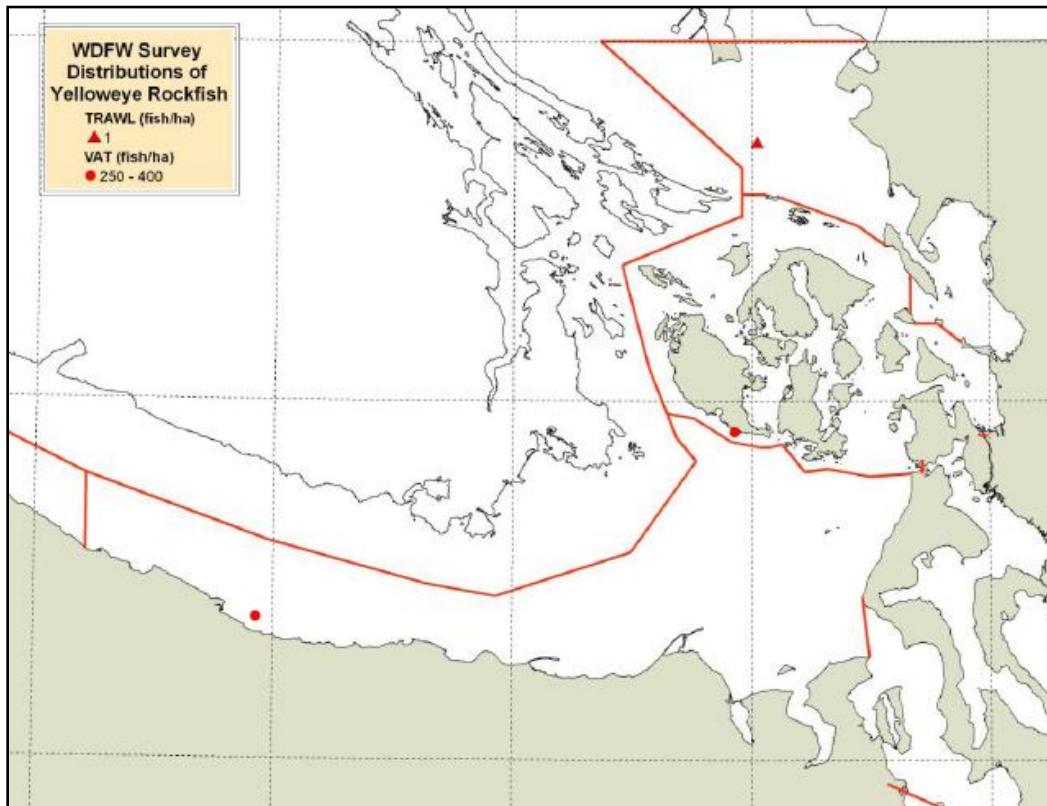 WDFW Survey
Distributions of
Yelloweye Rockfish
TRAWL (fish/ha)
1
VAT (fish/ha)
250 - 400